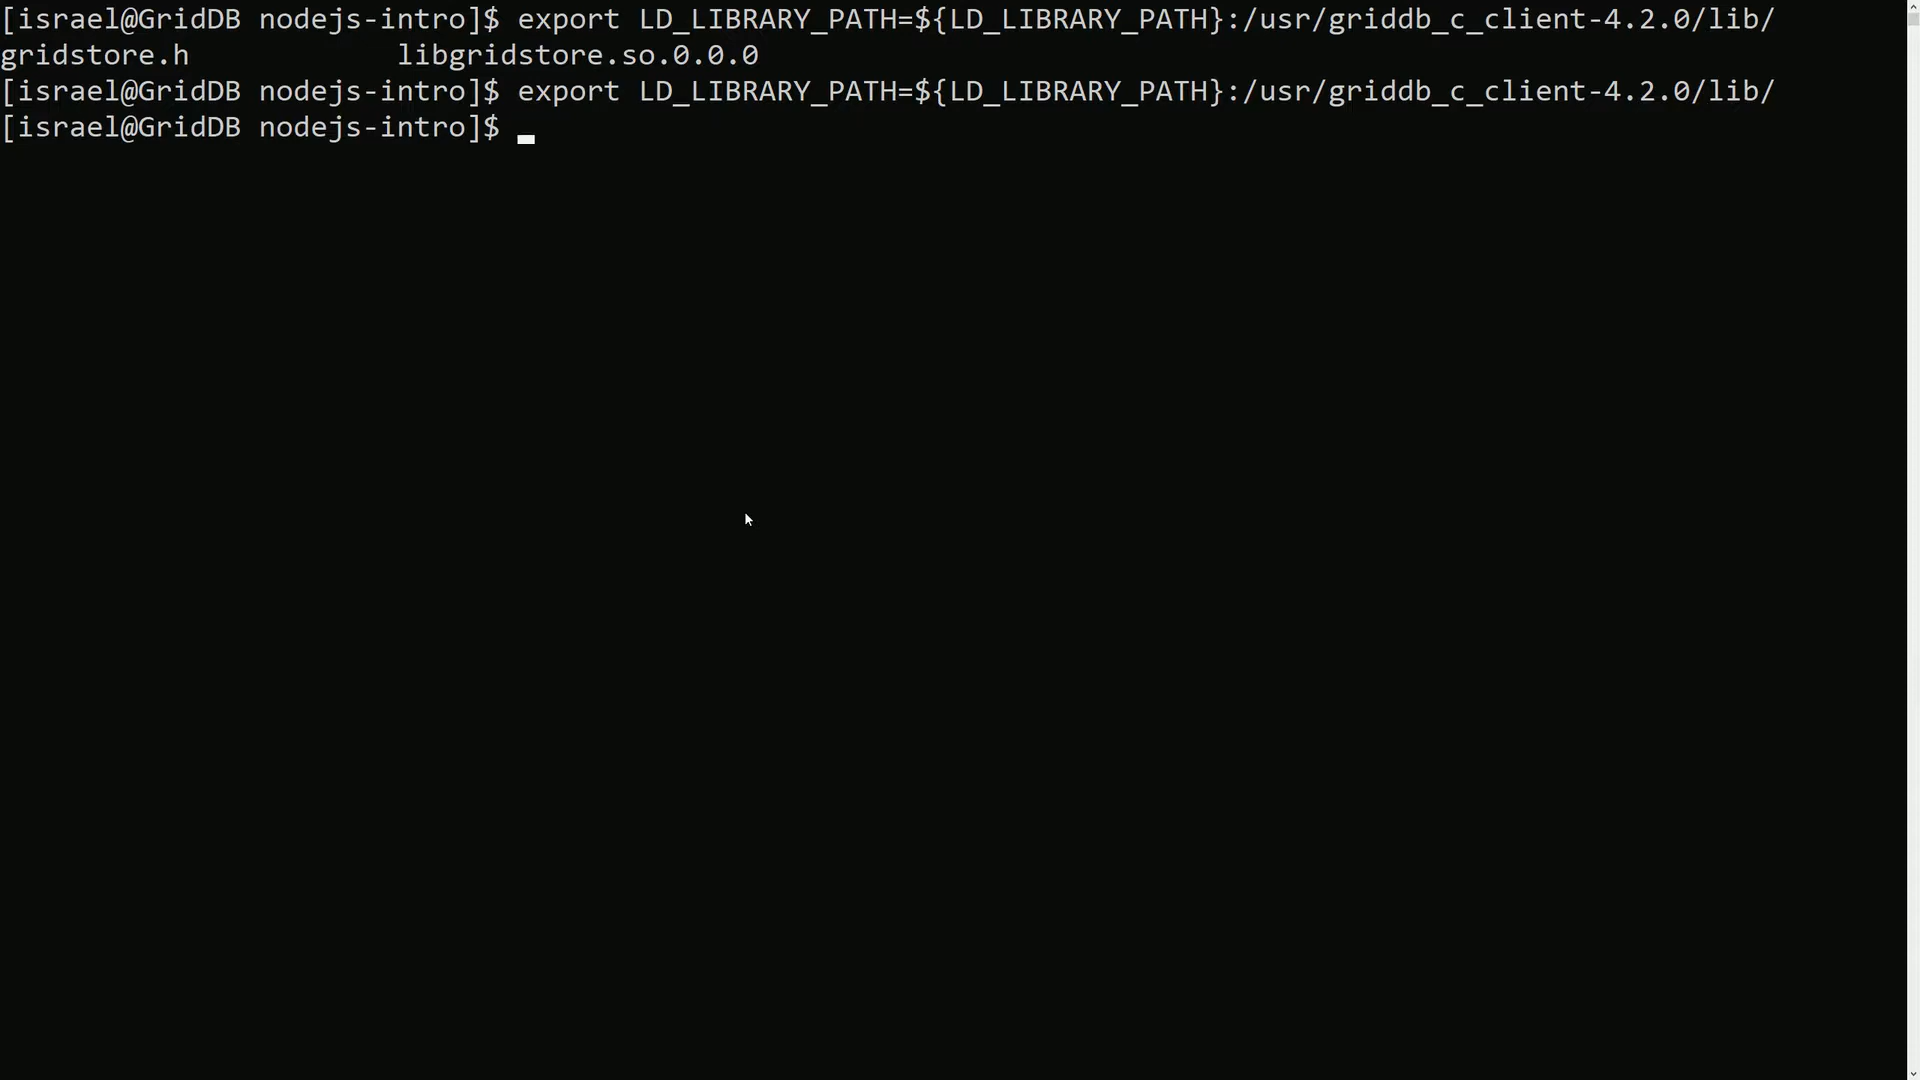 [israel@GridDB nodejs-intro]$ export LD_LIBRARY_PATH=${LD_LIBRARY_PATH}:/usr/griddb_c_client-4.2.0/lib/
gridstore.h            libgridstore.so.0.0.0
[israel@GridDB nodejs-intro]$ export LD_LIBRARY_PATH=${LD_LIBRARY_PATH}:/usr/griddb_c_client-4.2.0/lib/
[israel@GridDB nodejs-intro]$